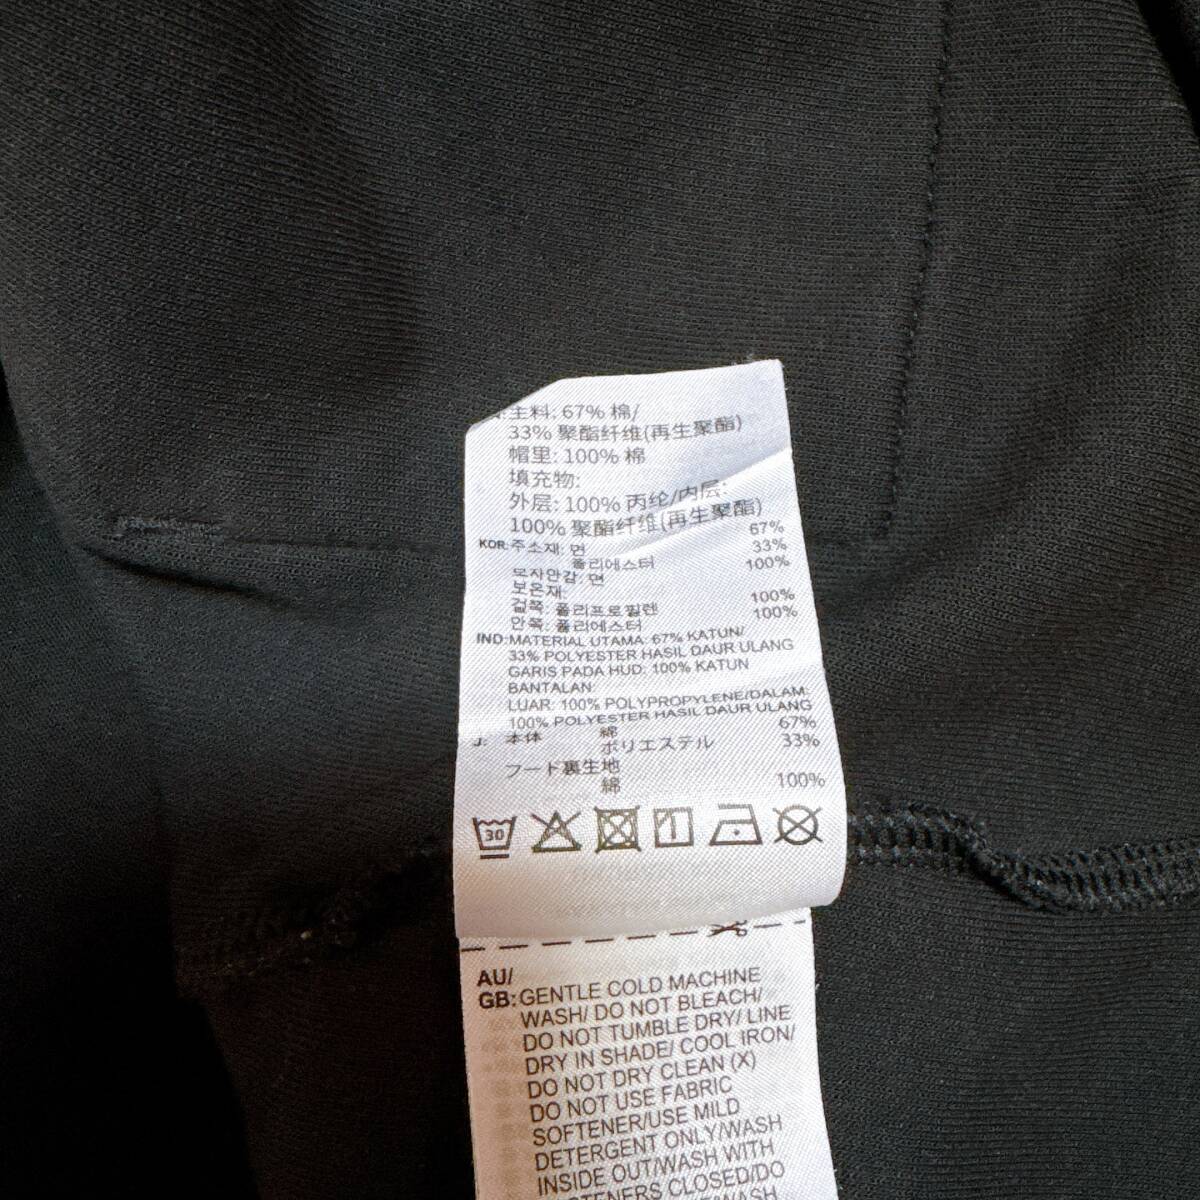 主料: 67% 棉/
33% 聚酯纤维(再生聚酯)
帽里: 100% 棉
填充物:
外层: 100% 丙纶/内层:
100% 聚酯纤维(再生聚酯)
KOR: 주소재: 면 67%
폴리에스터 33%
모자안감: 면 100%
보온재:
겉쪽: 폴리프로필렌 100%
안쪽: 폴리에스터 100%
IND: MATERIAL UTAMA: 67% KATUN/
33% POLYESTER HASIL DAUR ULANG
GARIS PADA HUD: 100% KATUN
BANTALAN:
LUAR: 100% POLYPROPYLENE/DALAM:
100% POLYESTER HASIL DAUR ULANG
J: 本体 綿 67%
ポリエステル 33%
フード裏生地
綿 100%
30
AU/
GB: GENTLE COLD MACHINE
WASH/ DO NOT BLEACH/
DO NOT TUMBLE DRY/ LINE
DRY IN SHADE/ COOL IRON/
DO NOT DRY CLEAN (X)
DO NOT USE FABRIC
SOFTENER/USE MILD
DETERGENT ONLY/WASH
INSIDE OUT/WASH WITH
CLOSED/DO